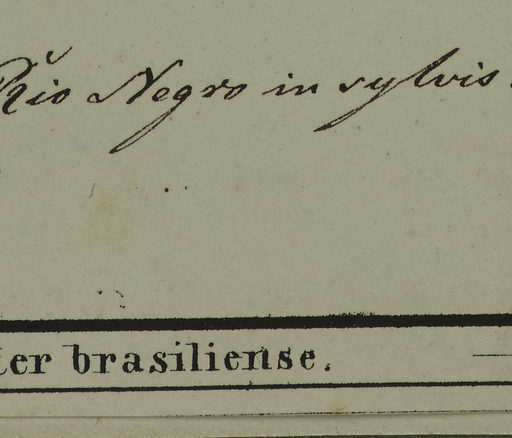 Rio Negro in sylvis
ter brasiliense.